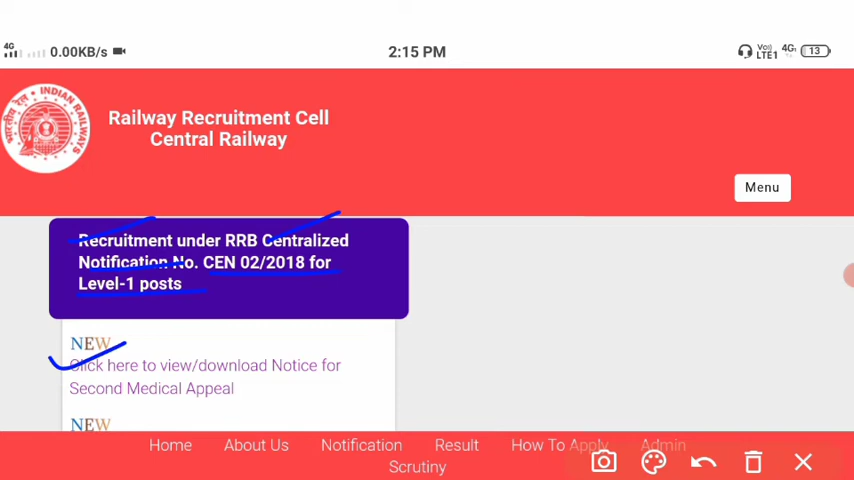 4G 0.00KB/s 2:15 PM Vo) LTE1 4G 13
INDIAN RAILWAYS
Railway Recruitment Cell
Central Railway
Menu
Recruitment under RRB Centralized
Notification No. CEN 02/2018 for
Level-1 posts
NEW
Click here to view/download Notice for
Second Medical Appeal
NEW
Home About Us Notification Result How To Apply Admin
Scrutiny